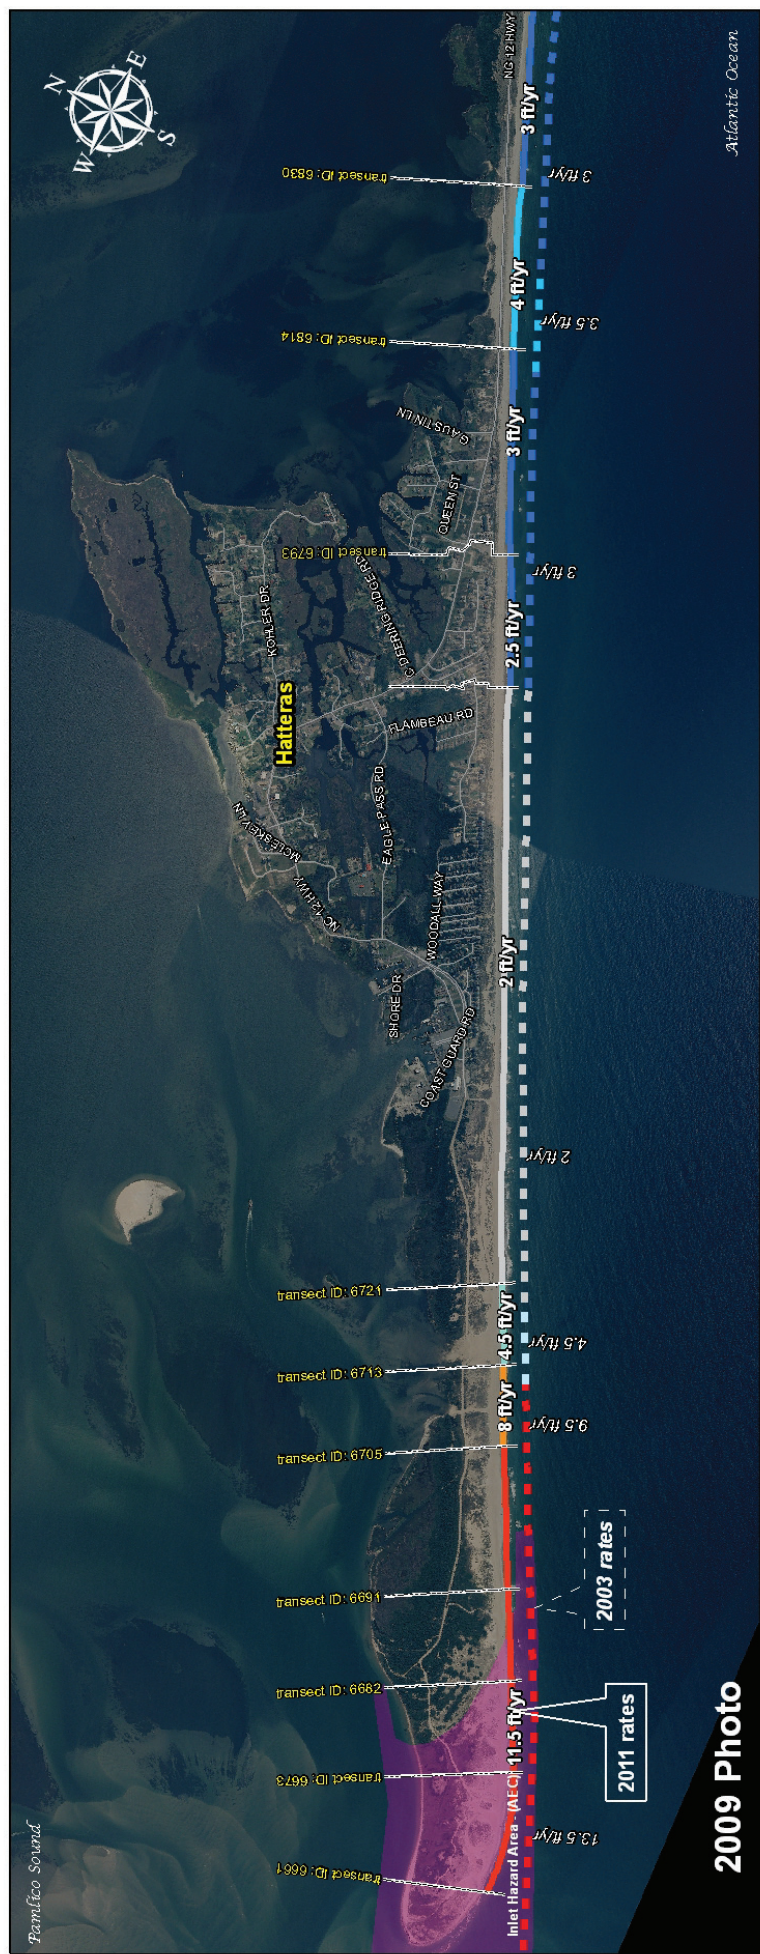 N
E
W
S
Atlantic Ocean
NC 12 HWY
3 ft/yr
3 ft/yr
transect ID: 6830
4 ft/yr
3.5 ft/yr
transect ID: 6814
G AUSTIN LN
3 ft/yr
QUEEN ST
transect ID: 6793
3 ft/yr
KOHLER DR
G DEERING RIDGE RD
2.5 ft/yr
Hatteras
FLAMBEAU RD
EAGLE PASS RD
MCLESKEY LN
NC 12 HWY
WOODALL WAY
2 ft/yr
SHORE DR
COAST GUARD RD
2 ft/yr
transect ID: 6721
4.5 ft/yr
4.5 ft/yr
transect ID: 6713
8 ft/yr
9.5 ft/yr
transect ID: 6705
transect ID: 6691
2003 rates
transect ID: 6682
11.5 ft/yr
2011 rates
transect ID: 6673
Inlet Hazard Area - (AEC)
13.5 ft/yr
transect ID: 6661
Pamlico Sound
2009 Photo